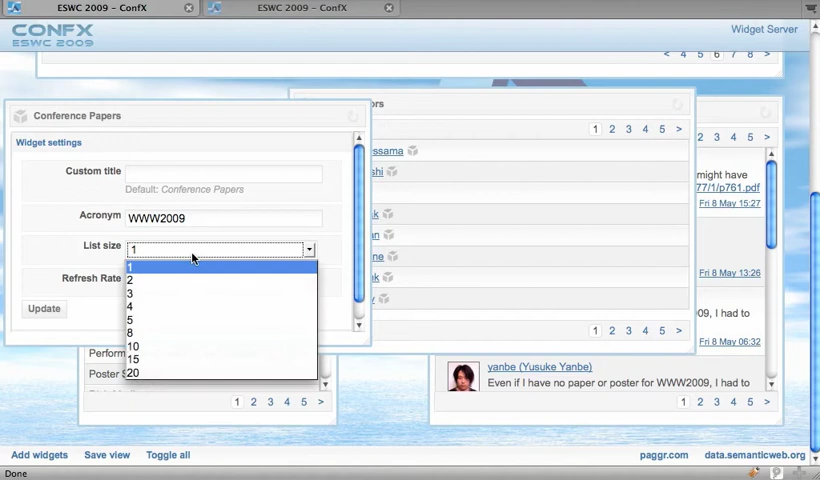 ESWC 2009 – ConfX
ESWC 2009 – ConfX
CONFX
ESWC 2009
Widget Server
< 4 5 6 7 8 >
Conference Papers
ors
Widget settings
1 2 3 4 5 >
2 3 4 5 >
Custom title
Default: Conference Papers
Acronym WWW2009
List size 1
Refresh Rate
Update
1
2
3
4
5
8
10
15
20
ssama
shi
k
n
ne
nk
might have
77/1/p761.pdf
Fri 8 May 15:27
Fri 8 May 13:26
09, I had to
Fri 8 May 06:32
1 2 3 4 5 >
Perform
Poster S
yanbe (Yusuke Yanbe)
Even if I have no paper or poster for WWW2009, I had to
1 2 3 4 5 >
1 2 3 4 5 >
Add widgets Save view Toggle all
paggr.com data.semanticweb.org
Done